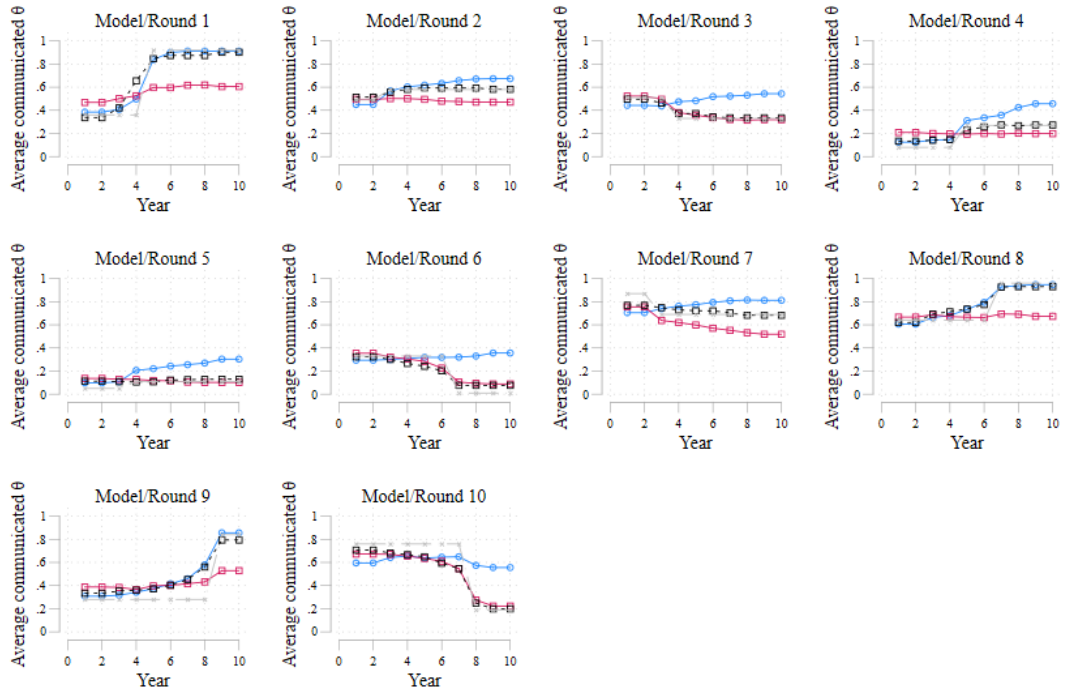 Model/Round 1
Average communicated θ
1
.8
.6
.4
.2
0
0 2 4 6 8 10
Year
Model/Round 2
Average communicated θ
1
.8
.6
.4
.2
0
0 2 4 6 8 10
Year
Model/Round 3
Average communicated θ
1
.8
.6
.4
.2
0
0 2 4 6 8 10
Year
Model/Round 4
Average communicated θ
1
.8
.6
.4
.2
0
0 2 4 6 8 10
Year
Model/Round 5
Average communicated θ
1
.8
.6
.4
.2
0
0 2 4 6 8 10
Year
Model/Round 6
Average communicated θ
1
.8
.6
.4
.2
0
0 2 4 6 8 10
Year
Model/Round 7
Average communicated θ
1
.8
.6
.4
.2
0
0 2 4 6 8 10
Year
Model/Round 8
Average communicated θ
1
.8
.6
.4
.2
0
0 2 4 6 8 10
Year
Model/Round 9
Average communicated θ
1
.8
.6
.4
.2
0
0 2 4 6 8 10
Year
Model/Round 10
Average communicated θ
1
.8
.6
.4
.2
0
0 2 4 6 8 10
Year